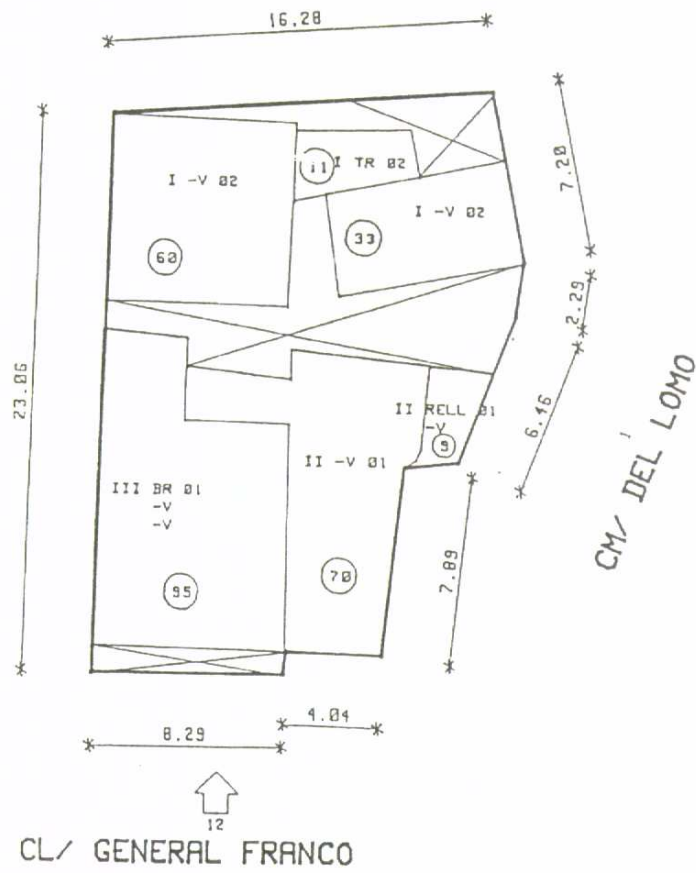 16.28
I -V 02
11
I TR 02
I -V 02
60
33
7.20
2.29
23.06
6.46
CM/ DEL LOMO
II RELL 01
-V
9
II -V 01
III BR 01
-V
-V
95
70
7.89
4.04
8.29
12
CL/ GENERAL FRANCO